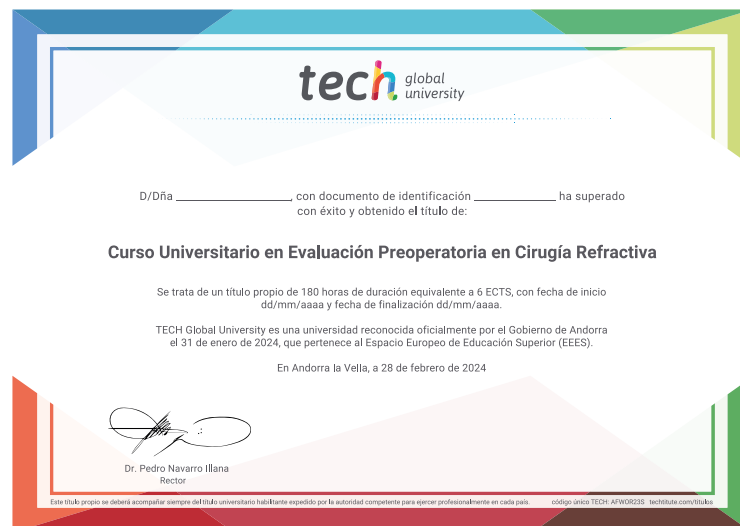 tech global university
D/Dña ______________, con documento de identificación __________ ha superado
con éxito y obtenido el título de:
Curso Universitario en Evaluación Preoperatoria en Cirugía Refractiva
Se trata de un título propio de 180 horas de duración equivalente a 6 ECTS, con fecha de inicio
dd/mm/aaaa y fecha de finalización dd/mm/aaaa.
TECH Global University es una universidad reconocida oficialmente por el Gobierno de Andorra
el 31 de enero de 2024, que pertenece al Espacio Europeo de Educación Superior (EEES).
En Andorra la Vella, a 28 de febrero de 2024
Dr. Pedro Navarro Illana
Rector
Este título propio se deberá acompañar siempre del título universitario habilitante expedido por la autoridad competente para ejercer profesionalmente en cada país. código único TECH: AFWOR23S techtitute.com/títulos